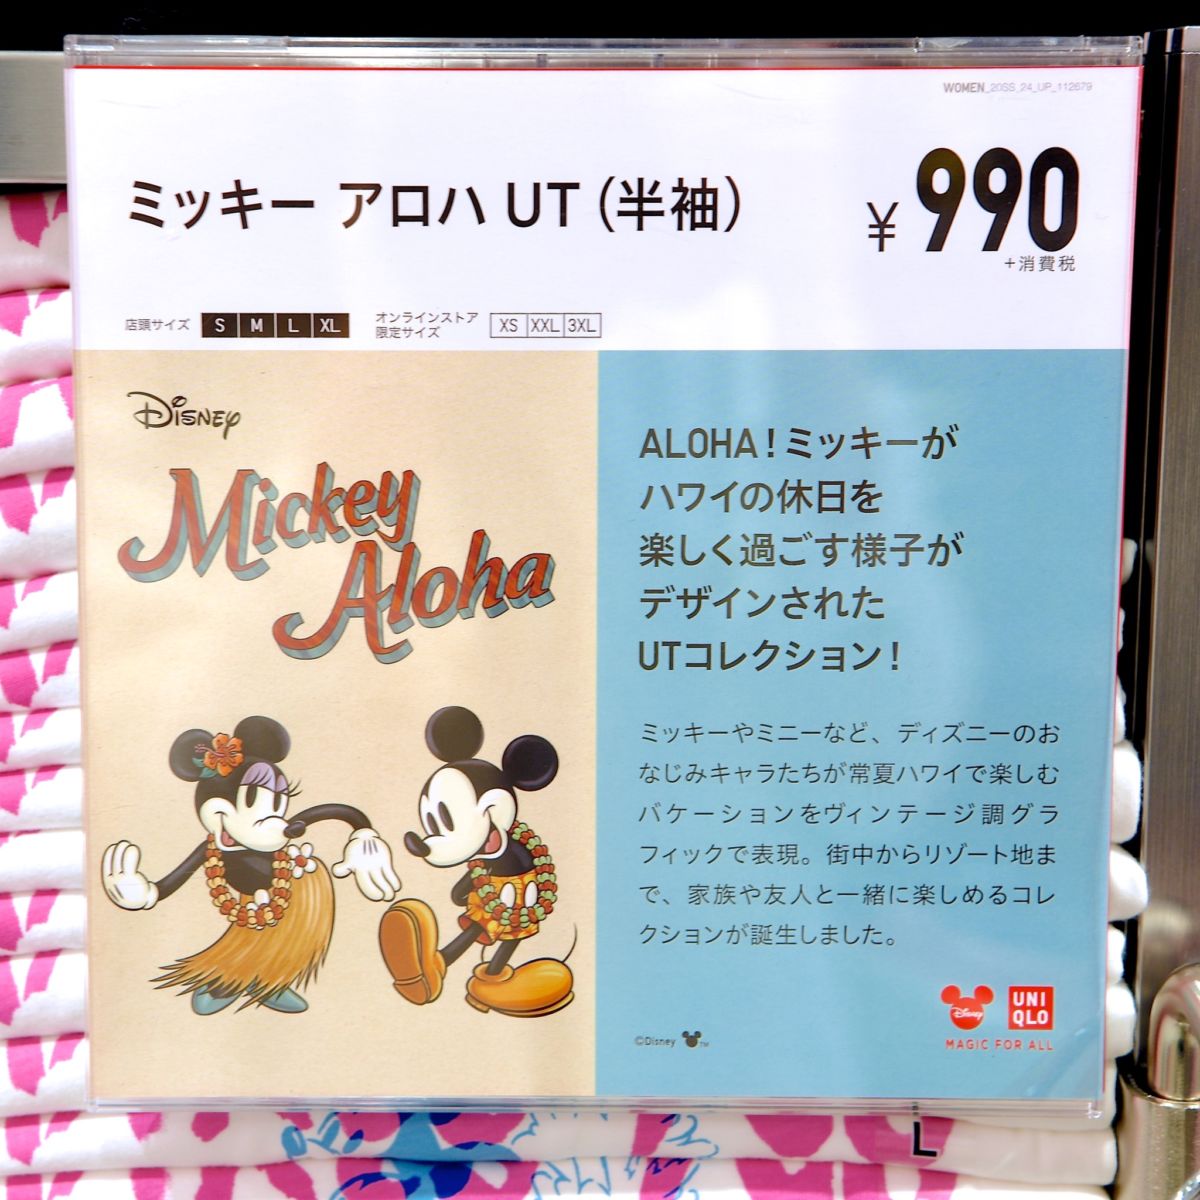 WOMEN_20SS_24_UP_112679
ミッキー アロハ UT（半袖）
¥990
+消費税
店頭サイズ S M L XL
オンラインストア
限定サイズ XS XXL 3XL
Disney
Mickey
Aloha
ALOHA！ミッキーが
ハワイの休日を
楽しく過ごす様子が
デザインされた
UTコレクション！
ミッキーやミニーなど、ディズニーのお
なじみキャラたちが常夏ハワイで楽しむ
バケーションをヴィンテージ調グラ
フィックで表現。街中からリゾート地ま
で、家族や友人と一緒に楽しめるコレ
クションが誕生しました。
©Disney TM
Disney
UNI
QLO
MAGIC FOR ALL
L